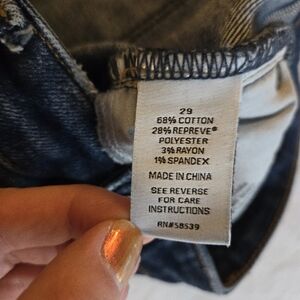 29
68% COTTON
28% REPREVE®
POLYESTER
3% RAYON
1% SPANDEX
MADE IN CHINA
SEE REVERSE
FOR CARE
INSTRUCTIONS
RN#58539